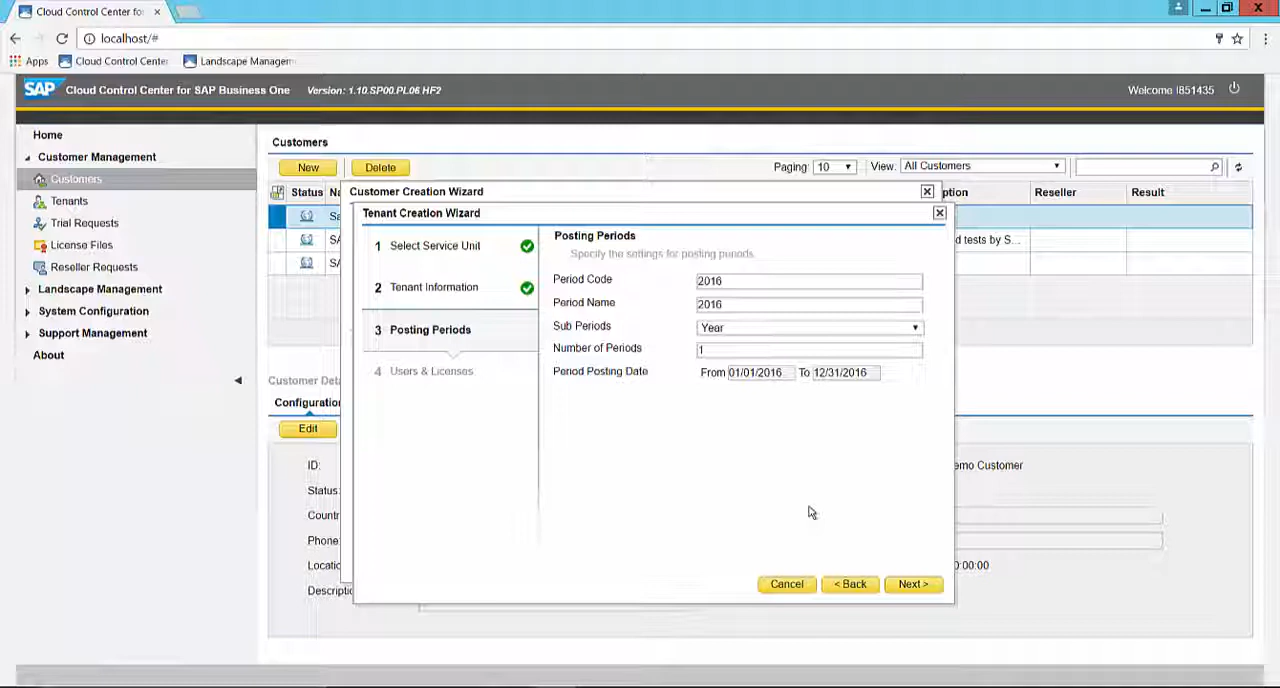 Cloud Control Center fo
localhost/#
Apps Cloud Control Cente Landscape Managem
SAP Cloud Control Center for SAP Business One Version: 1.10.SP00.PL06 HF2 Welcome I851435
Home
Customer Management
Customers
Tenants
Trial Requests
License Files
Reseller Requests
Landscape Management
System Configuration
Support Management
About
Customers
New Delete Paging: 10 View: All Customers
Status Na ption Reseller Result
Sa
SA d tests by S...
SA
Customer Creation Wizard
Tenant Creation Wizard
1 Select Service Unit
2 Tenant Information
3 Posting Periods
4 Users & Licenses
Posting Periods
Specify the settings for posting periods.
Period Code 2016
Period Name 2016
Sub Periods Year
Number of Periods 1
Period Posting Date From 01/01/2016 To 12/31/2016
Cancel < Back Next >
Customer Deta
Configuration
Edit
ID: emo Customer
Status:
Countr
Phone:
Locatio 0:00:00
Descriptio